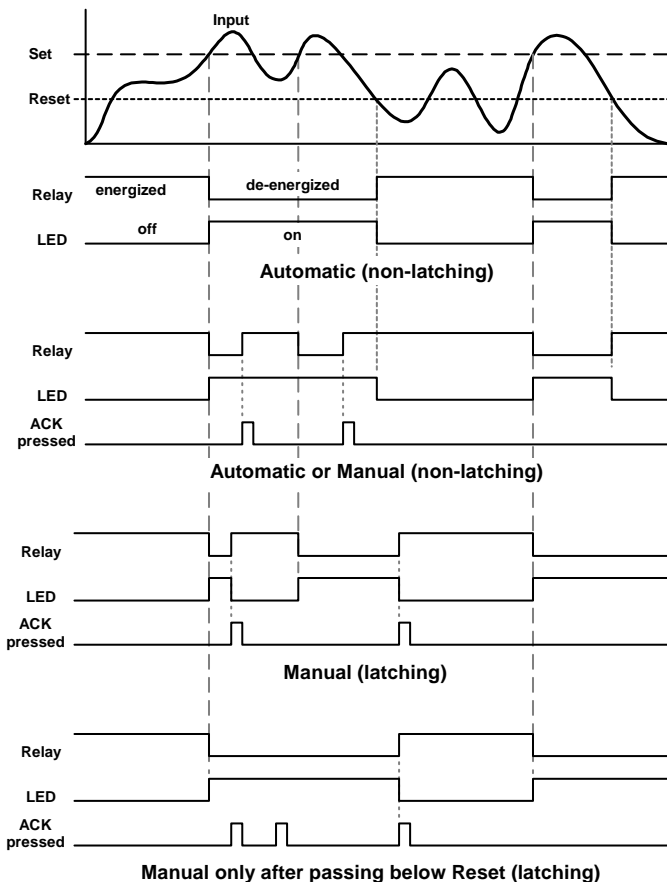 Input
Set
Reset
Relay
energized
de-energized
LED
off
on
Automatic (non-latching)
Relay
LED
ACK
pressed
Automatic or Manual (non-latching)
Relay
LED
ACK
pressed
Manual (latching)
Relay
LED
ACK
pressed
Manual only after passing below Reset (latching)